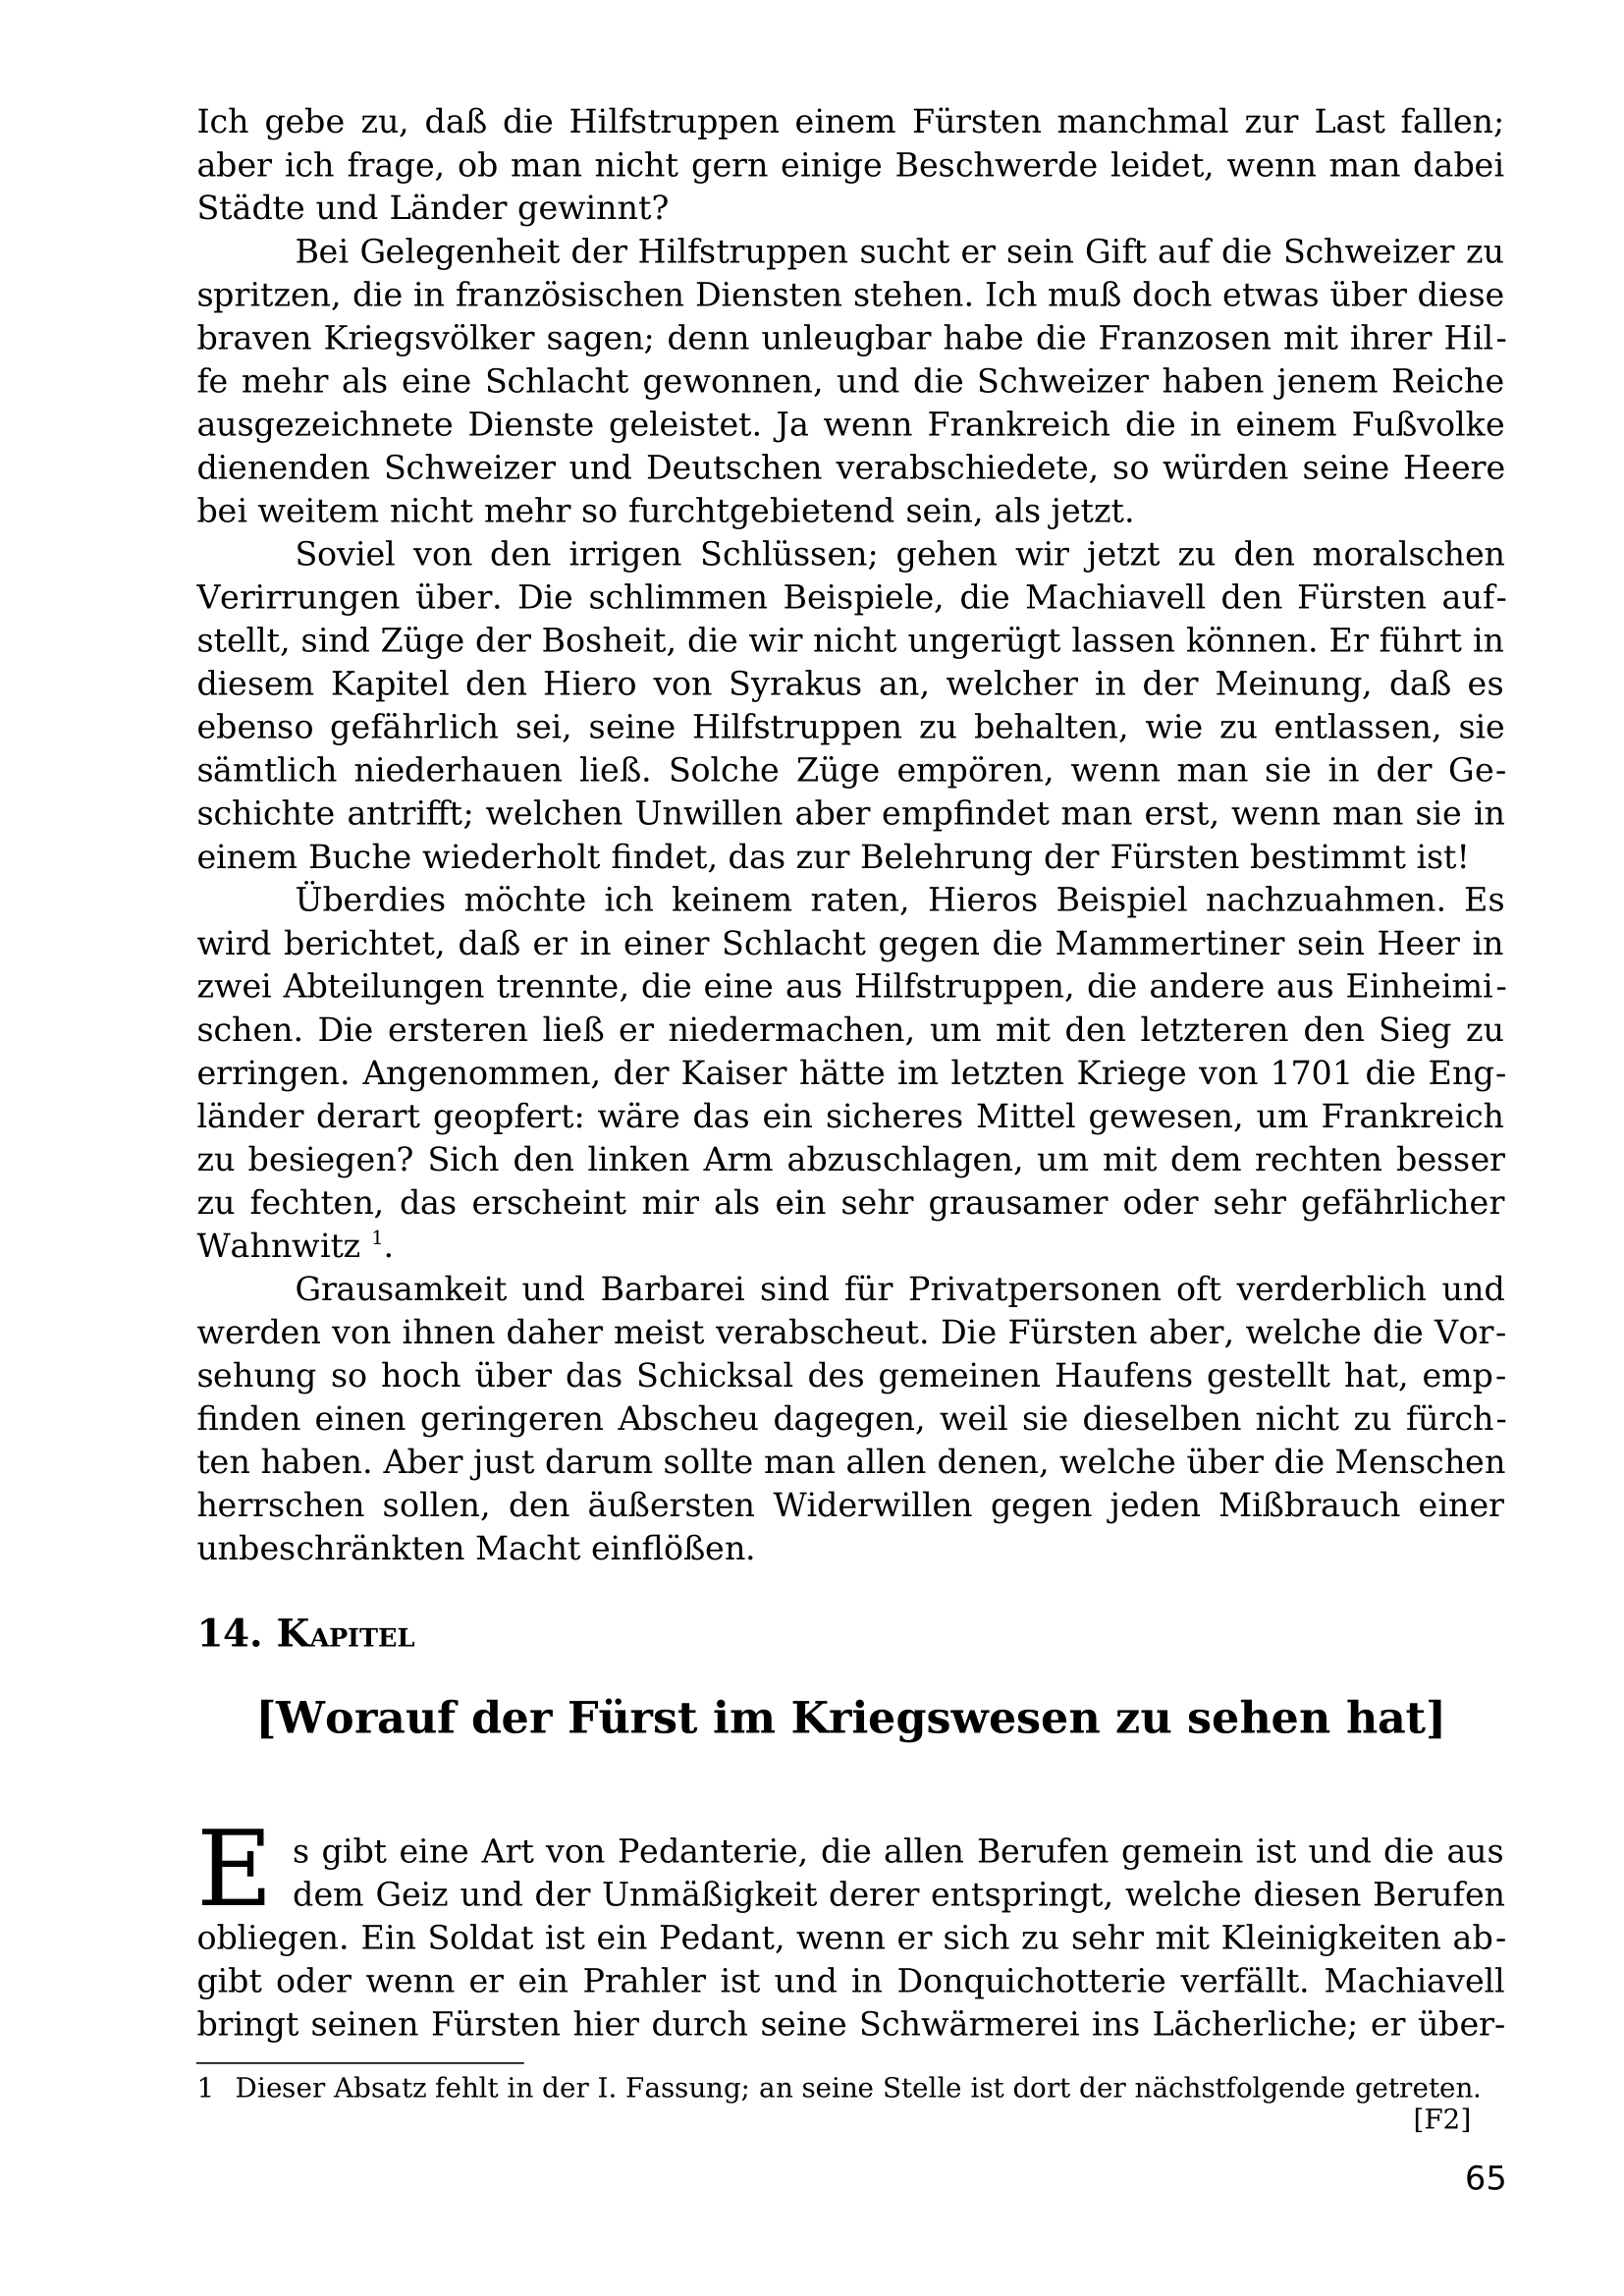 Ich gebe zu, daß die Hilfstruppen einem Fürsten manchmal zur Last fallen;
aber ich frage, ob man nicht gern einige Beschwerde leidet, wenn man dabei
Städte und Länder gewinnt?
Bei Gelegenheit der Hilfstruppen sucht er sein Gift auf die Schweizer zu
spritzen, die in französischen Diensten stehen. Ich muß doch etwas über diese
braven Kriegsvölker sagen; denn unleugbar habe die Franzosen mit ihrer Hil-
fe mehr als eine Schlacht gewonnen, und die Schweizer haben jenem Reiche
ausgezeichnete Dienste geleistet. Ja wenn Frankreich die in einem Fußvolke
dienenden Schweizer und Deutschen verabschiedete, so würden seine Heere
bei weitem nicht mehr so furchtgebietend sein, als jetzt.
Soviel von den irrigen Schlüssen; gehen wir jetzt zu den moralschen
Verirrungen über. Die schlimmen Beispiele, die Machiavell den Fürsten auf-
stellt, sind Züge der Bosheit, die wir nicht ungerügt lassen können. Er führt in
diesem Kapitel den Hiero von Syrakus an, welcher in der Meinung, daß es
ebenso gefährlich sei, seine Hilfstruppen zu behalten, wie zu entlassen, sie
sämtlich niederhauen ließ. Solche Züge empören, wenn man sie in der Ge-
schichte antrifft; welchen Unwillen aber empfindet man erst, wenn man sie in
einem Buche wiederholt findet, das zur Belehrung der Fürsten bestimmt ist!
Überdies möchte ich keinem raten, Hieros Beispiel nachzuahmen. Es
wird berichtet, daß er in einer Schlacht gegen die Mammertiner sein Heer in
zwei Abteilungen trennte, die eine aus Hilfstruppen, die andere aus Einheimi-
schen. Die ersteren ließ er niedermachen, um mit den letzteren den Sieg zu
erringen. Angenommen, der Kaiser hätte im letzten Kriege von 1701 die Eng-
länder derart geopfert: wäre das ein sicheres Mittel gewesen, um Frankreich
zu besiegen? Sich den linken Arm abzuschlagen, um mit dem rechten besser
zu fechten, das erscheint mir als ein sehr grausamer oder sehr gefährlicher
Wahnwitz 1.
Grausamkeit und Barbarei sind für Privatpersonen oft verderblich und
werden von ihnen daher meist verabscheut. Die Fürsten aber, welche die Vor-
sehung so hoch über das Schicksal des gemeinen Haufens gestellt hat, emp-
finden einen geringeren Abscheu dagegen, weil sie dieselben nicht zu fürch-
ten haben. Aber just darum sollte man allen denen, welche über die Menschen
herrschen sollen, den äußersten Widerwillen gegen jeden Mißbrauch einer
unbeschränkten Macht einflößen.
14. Kapitel
[Worauf der Fürst im Kriegswesen zu sehen hat]
Es gibt eine Art von Pedanterie, die allen Berufen gemein ist und die aus
dem Geiz und der Unmäßigkeit derer entspringt, welche diesen Berufen
obliegen. Ein Soldat ist ein Pedant, wenn er sich zu sehr mit Kleinigkeiten ab-
gibt oder wenn er ein Prahler ist und in Donquichotterie verfällt. Machiavell
bringt seinen Fürsten hier durch seine Schwärmerei ins Lächerliche; er über-
1 Dieser Absatz fehlt in der I. Fassung; an seine Stelle ist dort der nächstfolgende getreten.
[F2]
65